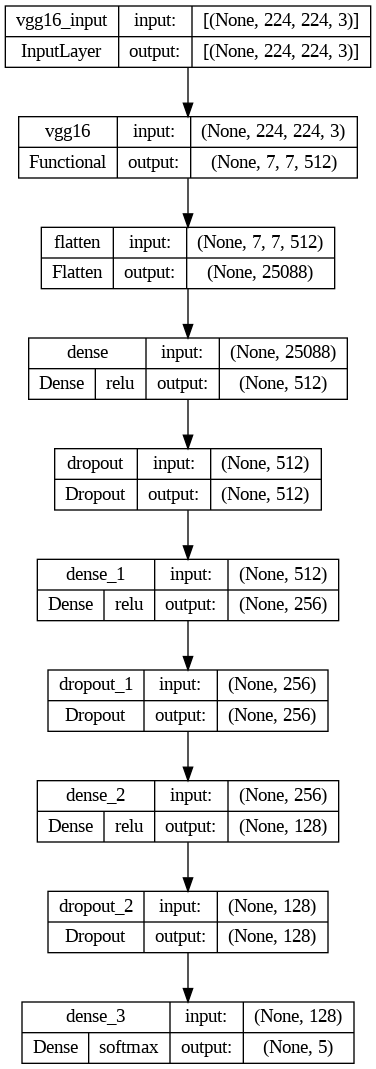 vgg16_input input: [(None, 224, 224, 3)]
InputLayer output: [(None, 224, 224, 3)]
vgg16 input: (None, 224, 224, 3)
Functional output: (None, 7, 7, 512)
flatten input: (None, 7, 7, 512)
Flatten output: (None, 25088)
dense input: (None, 25088)
Dense relu output: (None, 512)
dropout input: (None, 512)
Dropout output: (None, 512)
dense_1 input: (None, 512)
Dense relu output: (None, 256)
dropout_1 input: (None, 256)
Dropout output: (None, 256)
dense_2 input: (None, 256)
Dense relu output: (None, 128)
dropout_2 input: (None, 128)
Dropout output: (None, 128)
dense_3 input: (None, 128)
Dense softmax output: (None, 5)